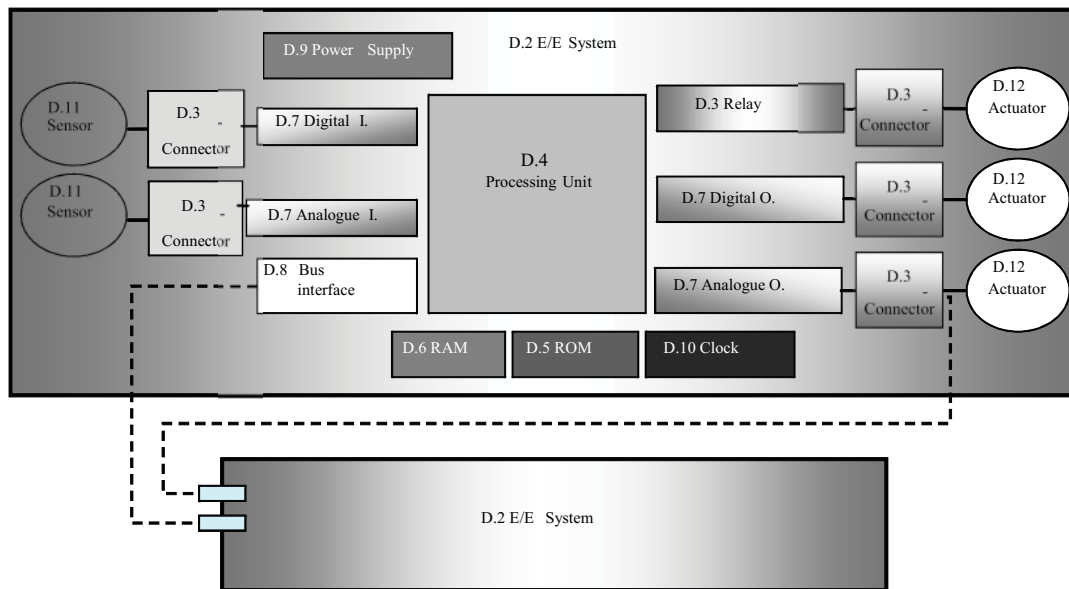 D.2 E/E System
D.9 Power Supply
D.11
Sensor
D.3 -
Connector
D.7 Digital I.
D.11
Sensor
D.3 -
Connector
D.7 Analogue I.
D.8 Bus
interface
D.4
Processing Unit
D.3 Relay
D.3 -
Connector
D.12
Actuator
D.7 Digital O.
D.3 -
Connector
D.12
Actuator
D.7 Analogue O.
D.3 -
Connector
D.12
Actuator
D.6 RAM
D.5 ROM
D.10 Clock
D.2 E/E System